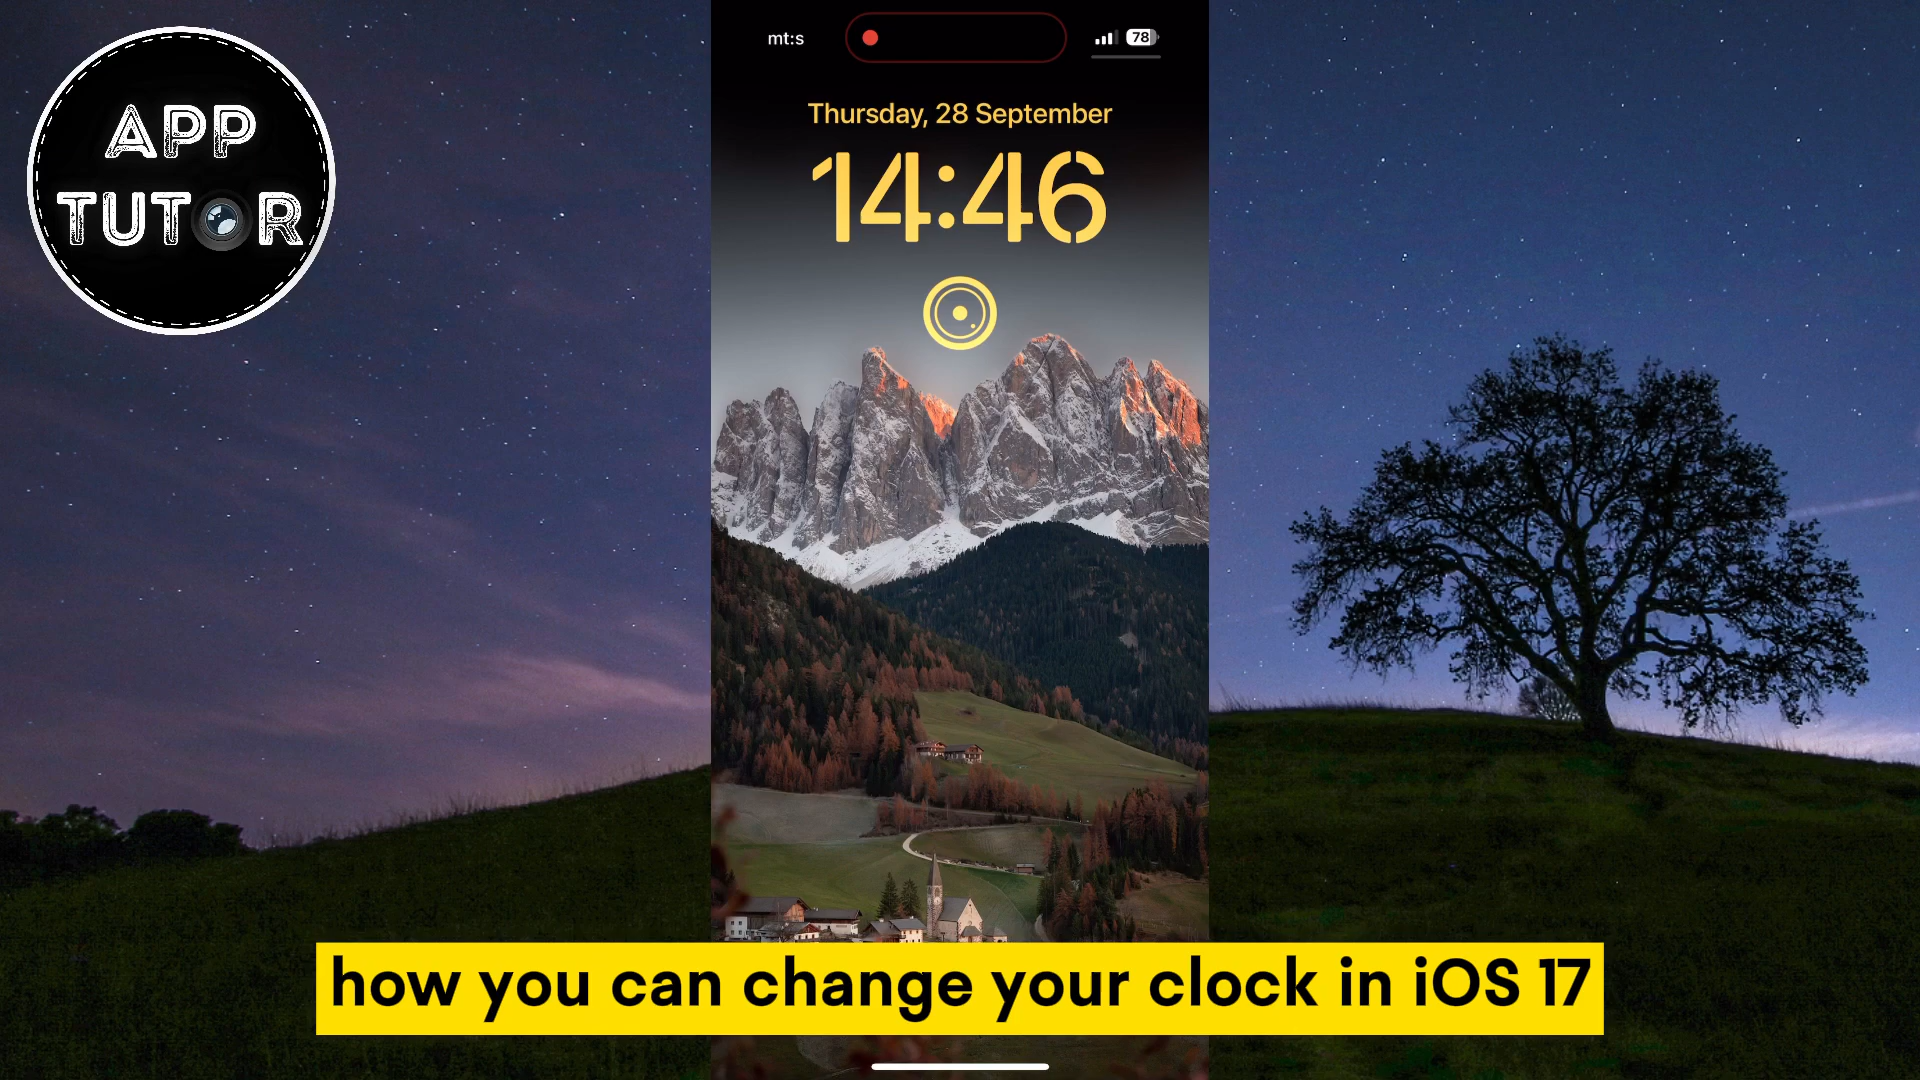 APP
TUTOR
mt:s
78
Thursday, 28 September
14:46
how you can change your clock in iOS 17